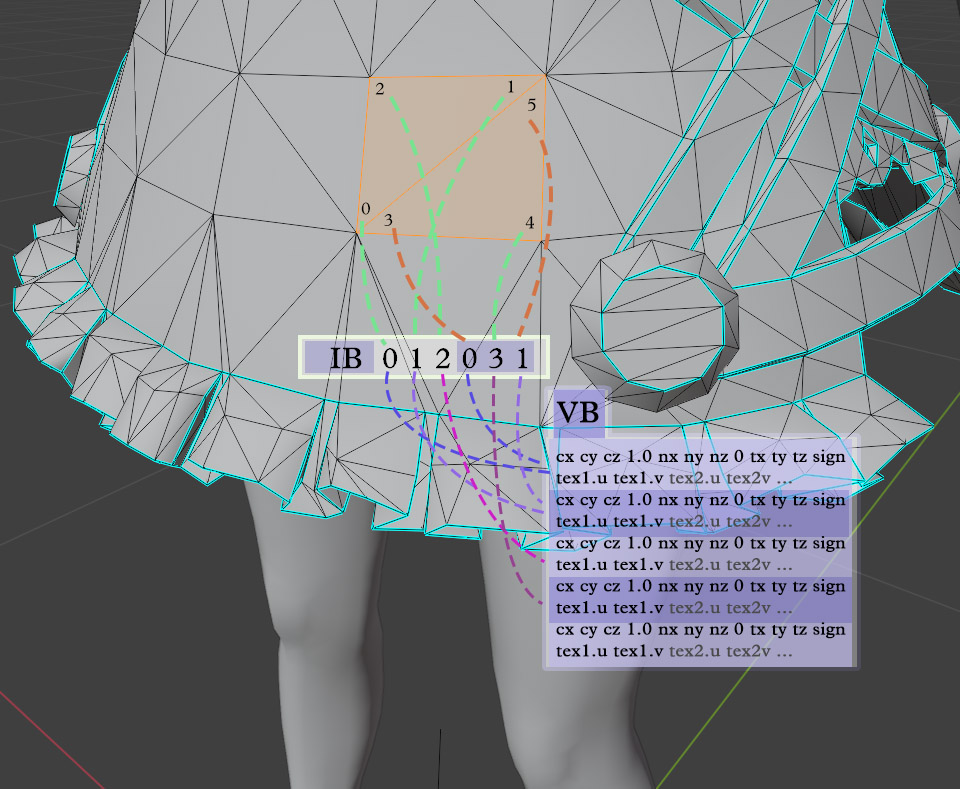 2 1
5
0 3 4
IB 0 1 2 0 3 1
VB
cx cy cz 1.0 nx ny nz 0 tx ty tz sign
tex1.u tex1.v tex2.u tex2v ...
cx cy cz 1.0 nx ny nz 0 tx ty tz sign
tex1.u tex1.v tex2.u tex2v ...
cx cy cz 1.0 nx ny nz 0 tx ty tz sign
tex1.u tex1.v tex2.u tex2v ...
cx cy cz 1.0 nx ny nz 0 tx ty tz sign
tex1.u tex1.v tex2.u tex2v ...
cx cy cz 1.0 nx ny nz 0 tx ty tz sign
tex1.u tex1.v tex2.u tex2v ...